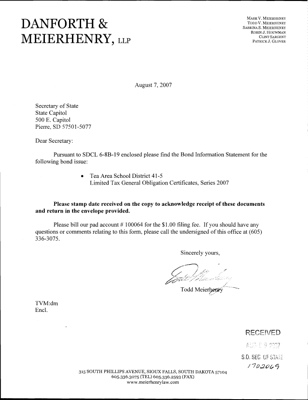 DANFORTH &
MEIERHENRY, LLP
MARK V. MEIERHENRY
TODD V. MEIERHENRY
SABRINA S. MEIERHENRY
CLINT SARGENT
PATRICK J. GLOVER
August 7, 2007
Secretary of State
State Capitol
500 E. Capitol
Pierre, SD 57501-5077
Dear Secretary:
Pursuant to SDCL 6-8B-19 enclosed please find the Bond Information Statement for the
following bond issue:
• Tea Area School District 41-5
Limited Tax General Obligation Certificates, Series 2007
Please stamp date received on the copy to acknowledge receipt of these documents
and return in the envelope provided.
Please bill our pad account # 100064 for the $1.00 filing fee. If you should have any
questions or comments relating to this form, please call the undersigned of this office at (605)
336-3075.
Sincerely yours,
Todd Meierhenry
TVM:dm
Encl.
RECEIVED
S.D. SEC OF STATE
1702069
315 SOUTH PHILLIPS AVENUE, SIOUX FALLS, SOUTH DAKOTA 57104
605.336.3075 (TEL) 605.336.2593 (FAX)
www.meierhenrylaw.com